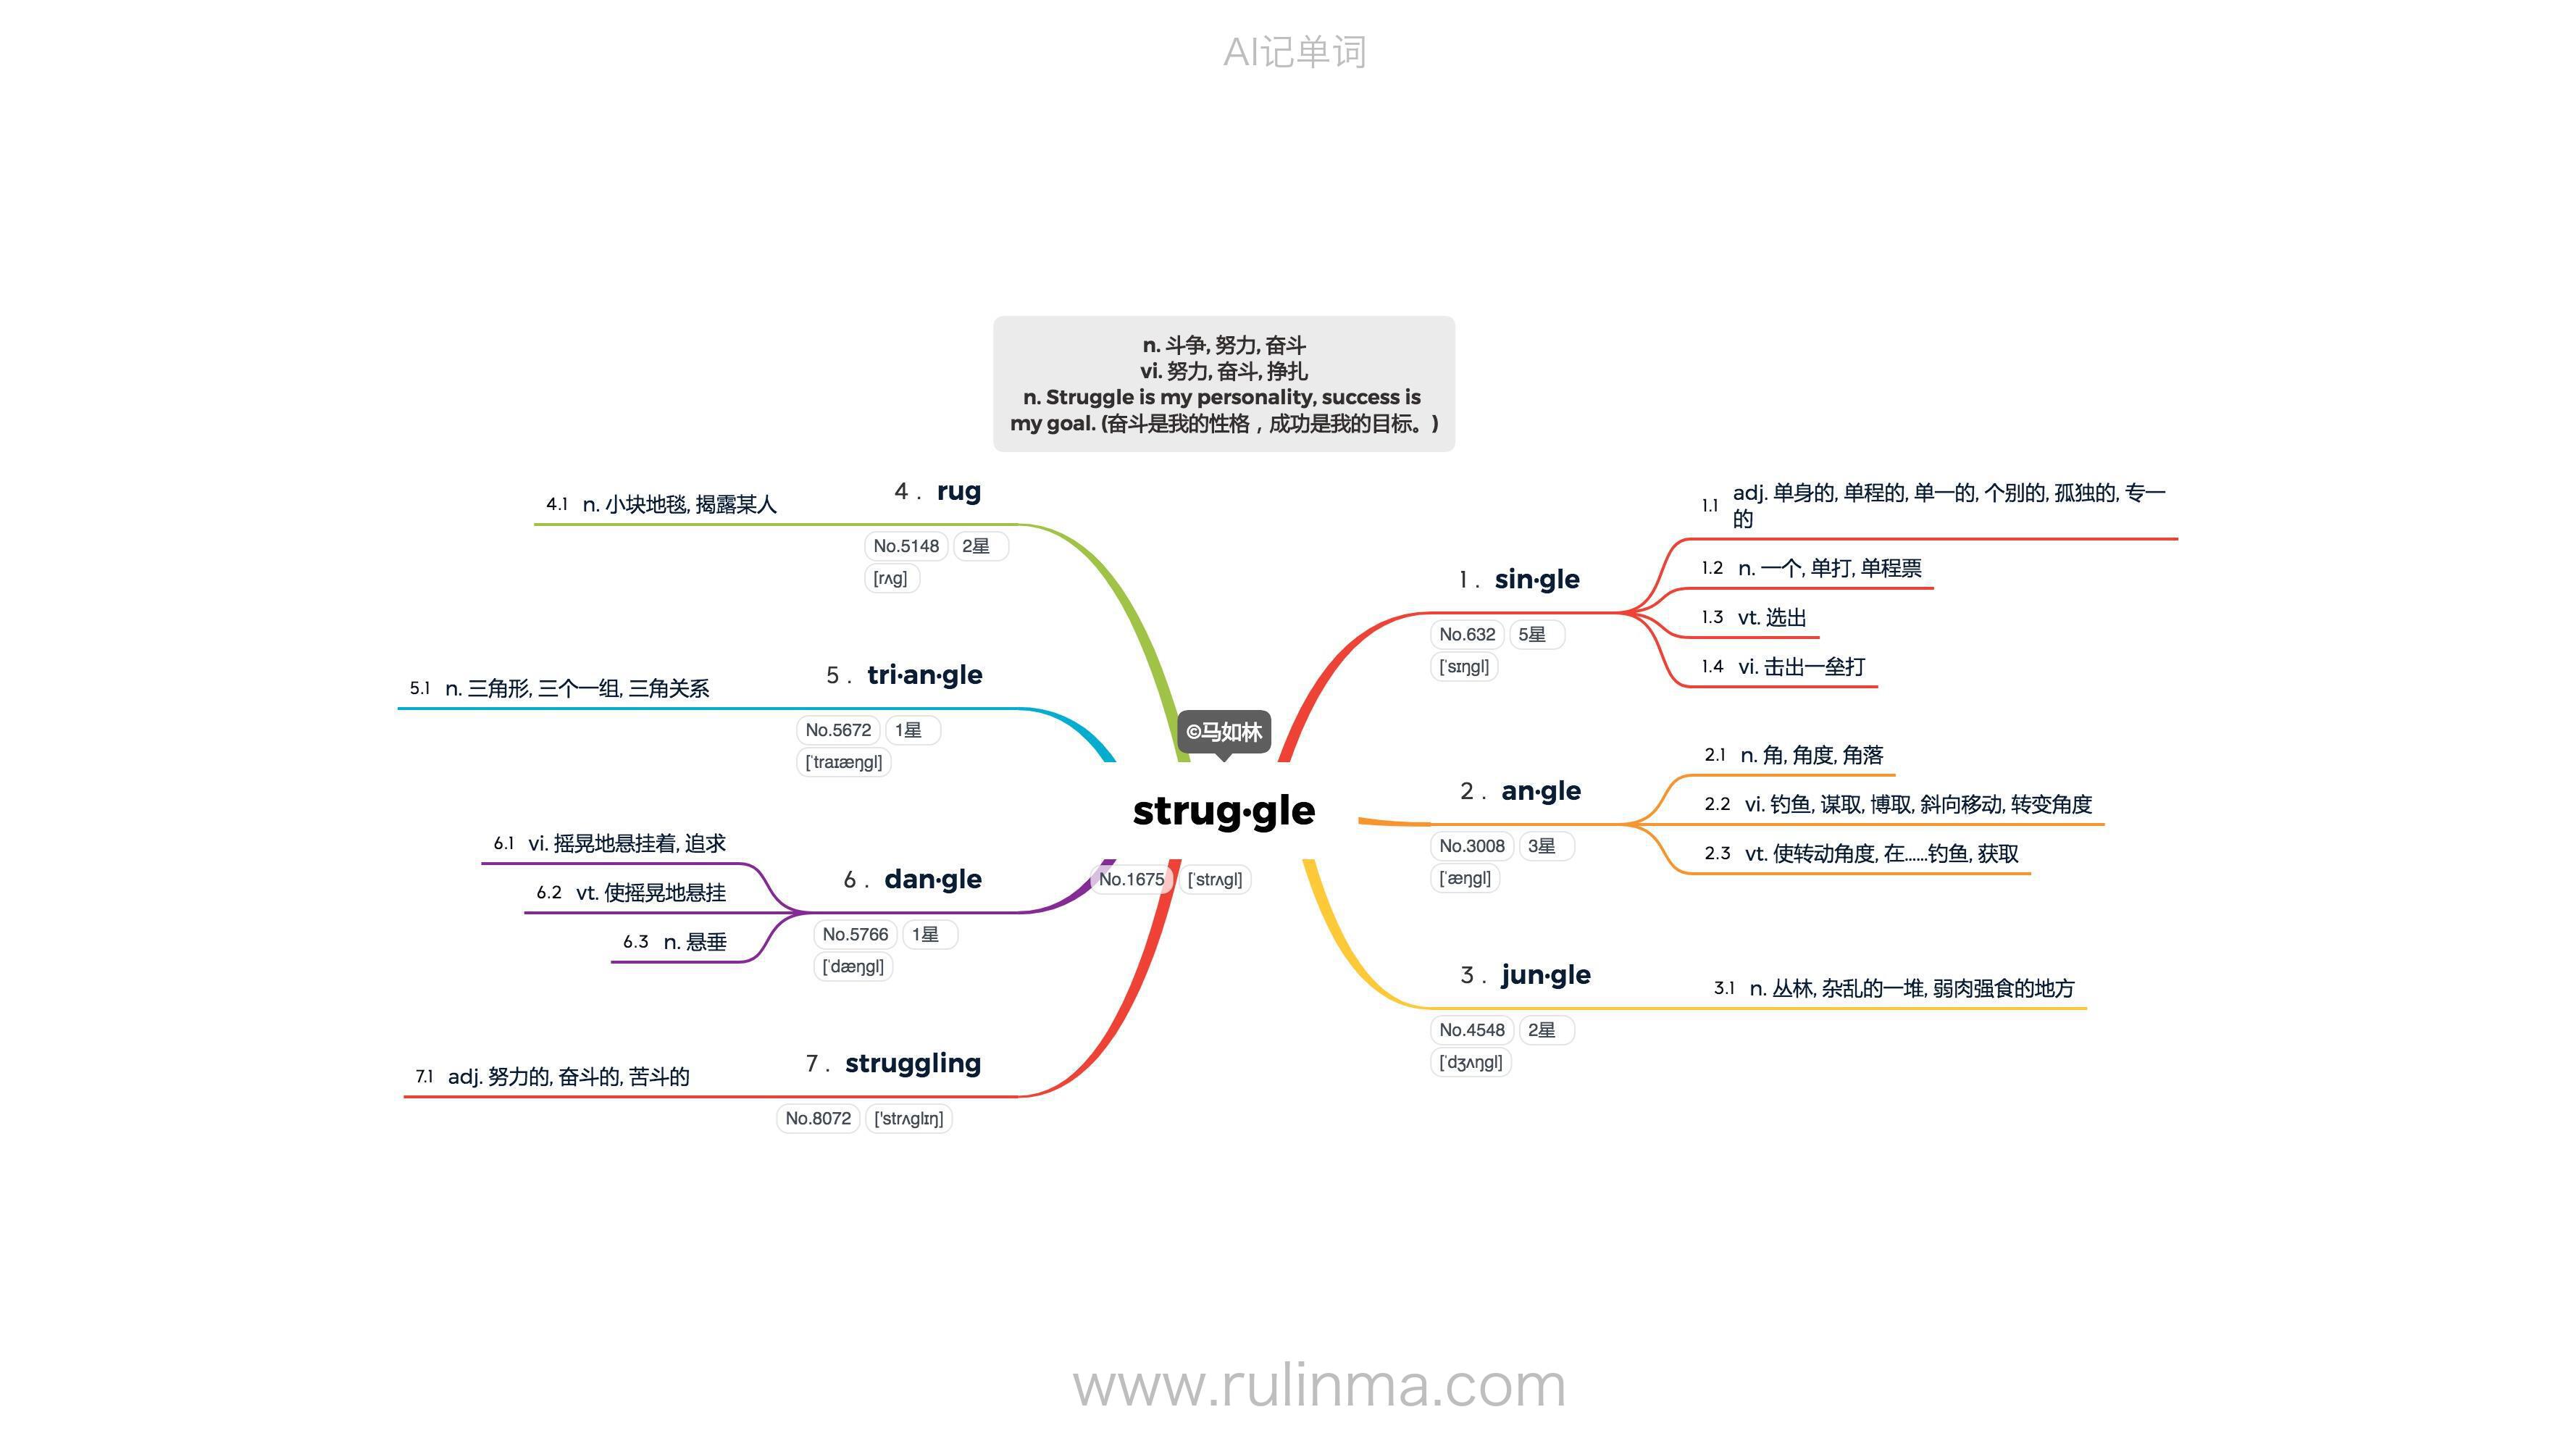 AI记单词
n. 斗争, 努力, 奋斗
vi. 努力, 奋斗, 挣扎
n. Struggle is my personality, success is
my goal. (奋斗是我的性格，成功是我的目标。)
©马如林
strug·gle
No.1675 [ˈstrʌgl]
1. sin·gle
No.632 5星
[ˈsɪŋgl]
1.1 adj. 单身的, 单程的, 单一的, 个别的, 孤独的, 专一
的
1.2 n. 一个, 单打, 单程票
1.3 vt. 选出
1.4 vi. 击出一垒打
2. an·gle
No.3008 3星
[ˈæŋgl]
2.1 n. 角, 角度, 角落
2.2 vi. 钓鱼, 谋取, 博取, 斜向移动, 转变角度
2.3 vt. 使转动角度, 在……钓鱼, 获取
3. jun·gle
No.4548 2星
[ˈdʒʌŋgl]
3.1 n. 丛林, 杂乱的一堆, 弱肉强食的地方
4. rug
No.5148 2星
[rʌg]
4.1 n. 小块地毯, 揭露某人
5. tri·an·gle
No.5672 1星
[ˈtraɪæŋgl]
5.1 n. 三角形, 三个一组, 三角关系
6. dan·gle
No.5766 1星
[ˈdæŋgl]
6.1 vi. 摇晃地悬挂着, 追求
6.2 vt. 使摇晃地悬挂
6.3 n. 悬垂
7. struggling
No.8072 ['strʌglɪŋ]
7.1 adj. 努力的, 奋斗的, 苦斗的
www.rulinma.com